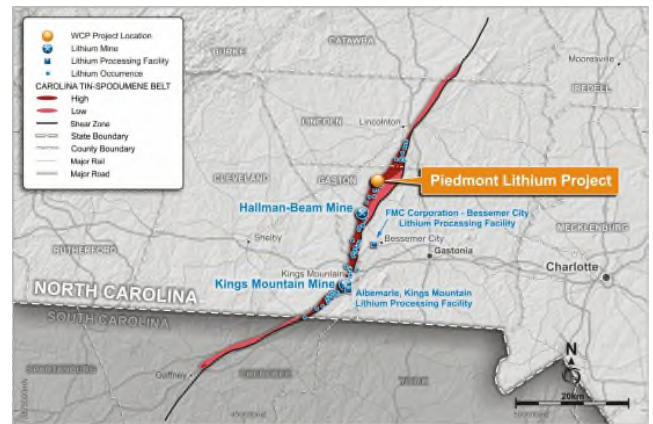 WCP Project Location
Lithium Mine
Lithium Processing Facility
Lithium Occurrence
CAROLINA TIN-SPODUMENE BELT
High
Low
Shear Zone
State Boundary
County Boundary
Major Rail
Major Road
BURKE
CATAWBA
Mooresville
IREDELL
LINCOLN
Lincolnton
CLEVELAND
GASTON
Piedmont Lithium Project
Hallman-Beam Mine
FMC Corporation - Bessemer City
Lithium Processing Facility
MECKLENBURG
Shelby
Bessemer City
RUTHERFORD
Gastonia
Charlotte
Kings Mountain
Kings Mountain Mine
NORTH CAROLINA
Albemarle, Kings Mountain
Lithium Processing Facility
SOUTH CAROLINA
SPARTANBURG
Gaffney
CHEROKEE
YORK
N
20km